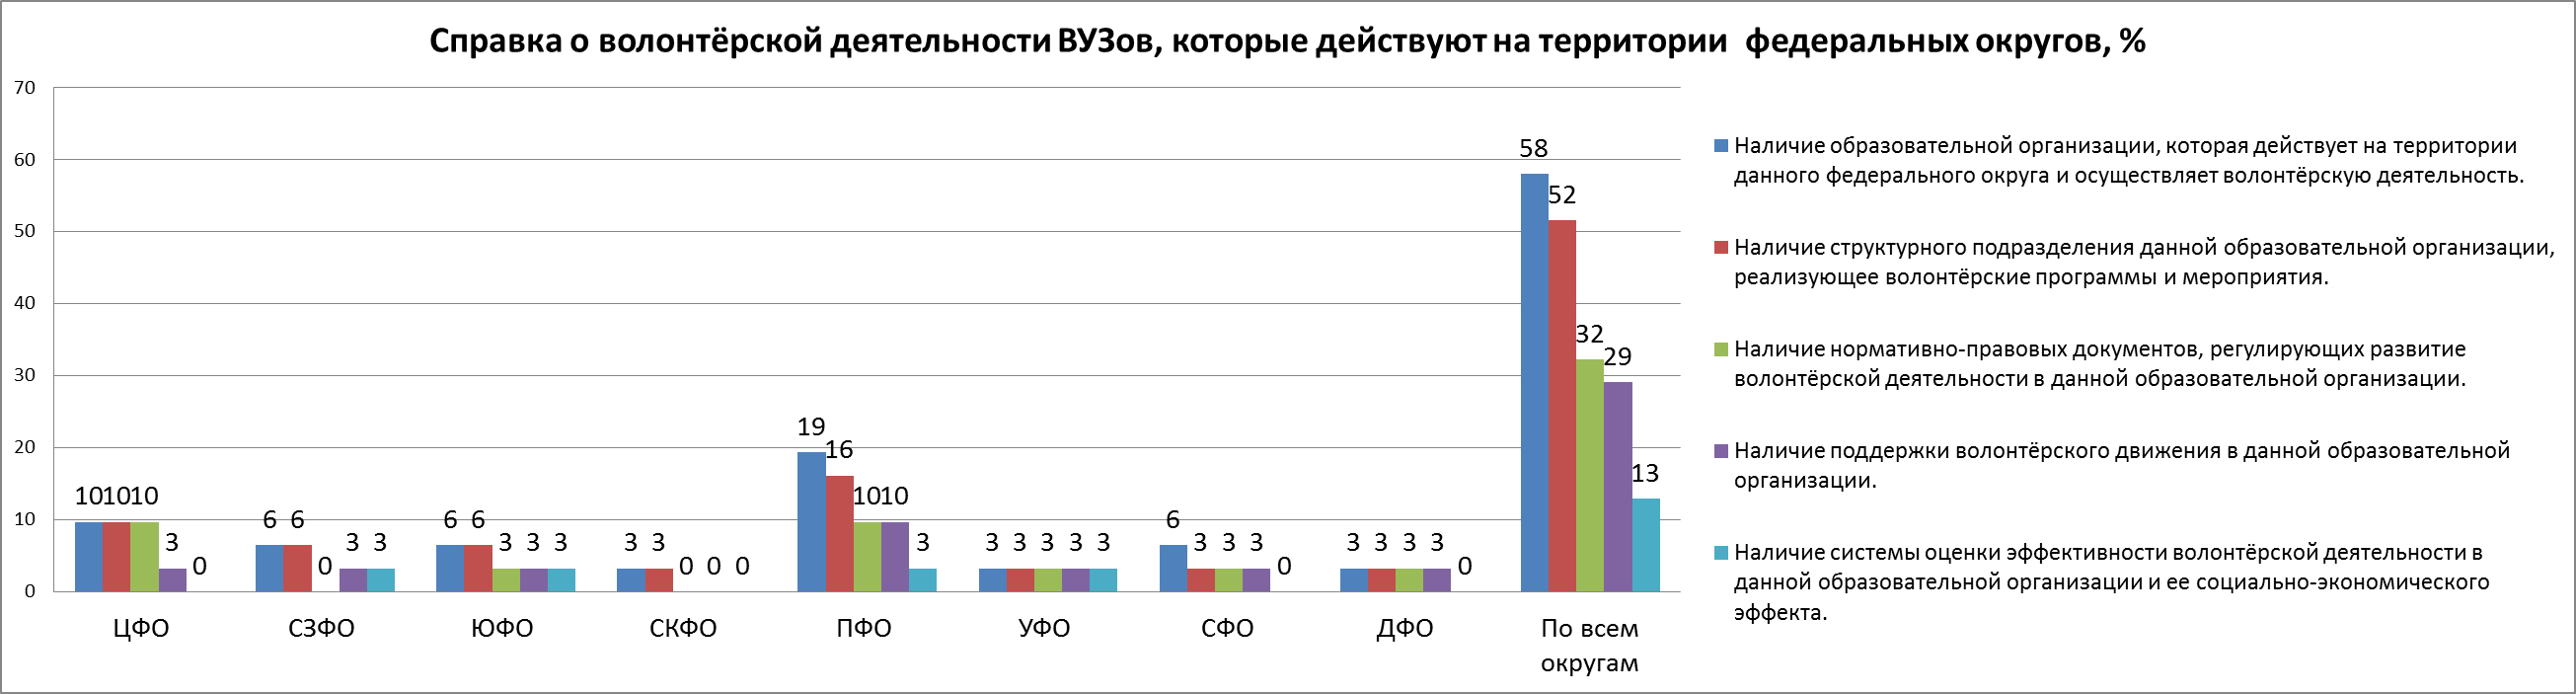 Справка о волонтёрской деятельности ВУЗов, которые действуют на территории федеральных округов, %
70
60
50
40
30
20
10
0
10 10 10 3 0
6 6 0 3 3
6 6 3 3 3
3 3 0 0 0
19 16 10 10 3
3 3 3 3 3
6 3 3 3 0
3 3 3 3 0
58 52 32 29 13
ЦФО
СЗФО
ЮФО
СКФО
ПФО
УФО
СФО
ДФО
По всем
округам
Наличие образовательной организации, которая действует на территории
данного федерального округа и осуществляет волонтёрскую деятельность.
Наличие структурного подразделения данной образовательной организации,
реализующее волонтёрские программы и мероприятия.
Наличие нормативно-правовых документов, регулирующих развитие
волонтёрской деятельности в данной образовательной организации.
Наличие поддержки волонтёрского движения в данной образовательной
организации.
Наличие системы оценки эффективности волонтёрской деятельности в
данной образовательной организации и ее социально-экономического
эффекта.